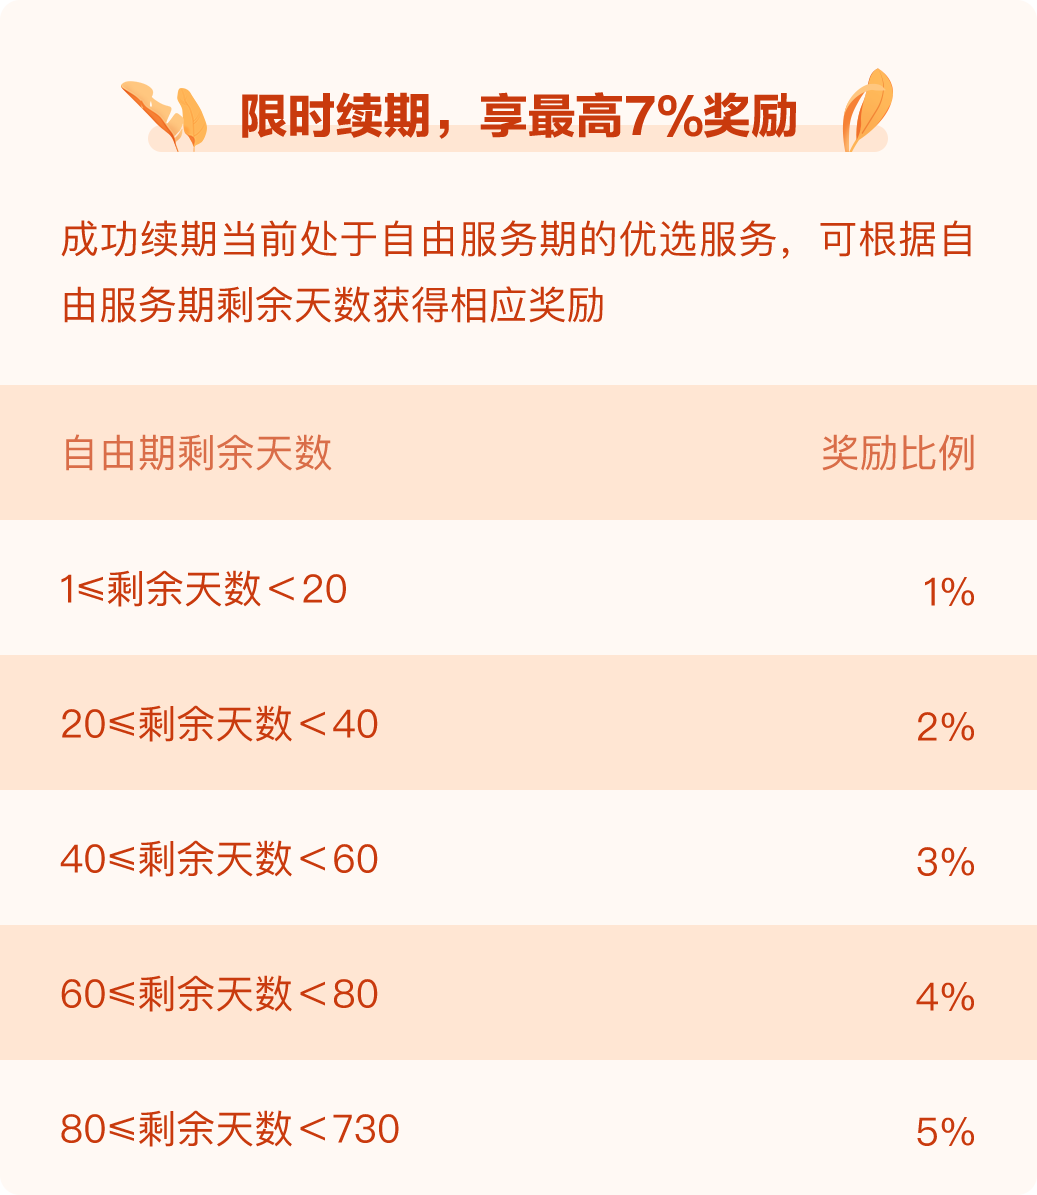 限时续期，享最高7%奖励
成功续期当前处于自由服务期的优选服务，可根据自
由服务期剩余天数获得相应奖励
自由期剩余天数 奖励比例
1≤剩余天数＜20 1%
20≤剩余天数＜40 2%
40≤剩余天数＜60 3%
60≤剩余天数＜80 4%
80≤剩余天数＜730 5%